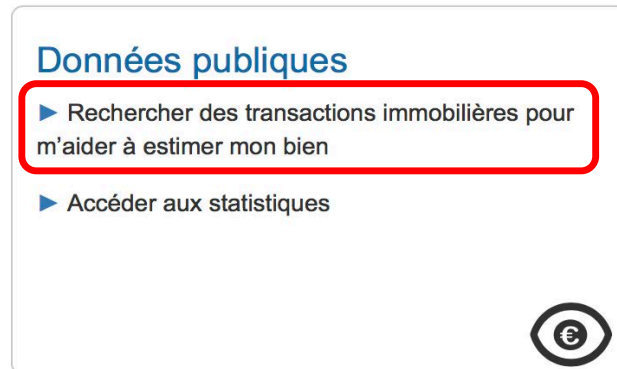 Données publiques
► Rechercher des transactions immobilières pour
m’aider à estimer mon bien
► Accéder aux statistiques
€